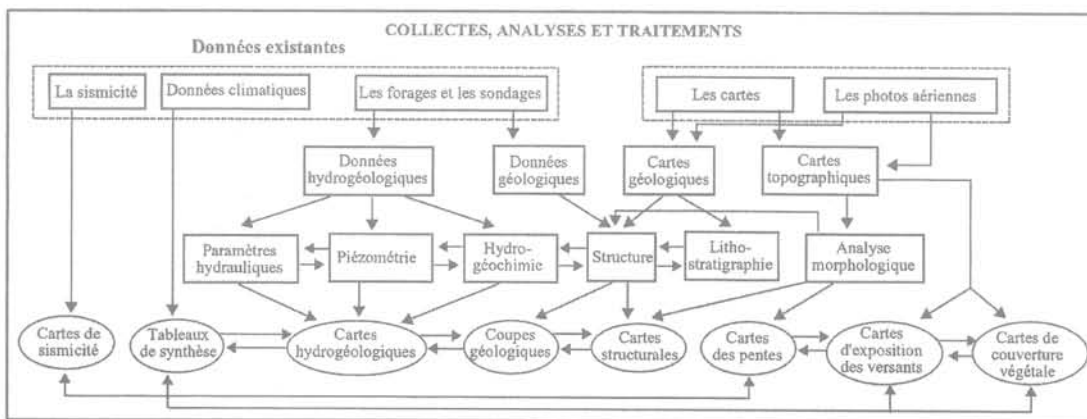 COLLECTES, ANALYSES ET TRAITEMENTS
Données existantes
La sismicité
Données climatiques
Les forages et les sondages
Les cartes
Les photos aériennes
Données
hydrogéologiques
Données
géologiques
Cartes
géologiques
Cartes
topographiques
Paramètres
hydrauliques
Piézométrie
Hydro-
géochimie
Structure
Litho-
stratigraphie
Analyse
morphologique
Cartes de
sismicité
Tableaux
de synthèse
Cartes
hydrogéologiques
Coupes
géologiques
Cartes
structurales
Cartes
des pentes
Cartes
d'exposition
des versants
Cartes de
couverture
végétale